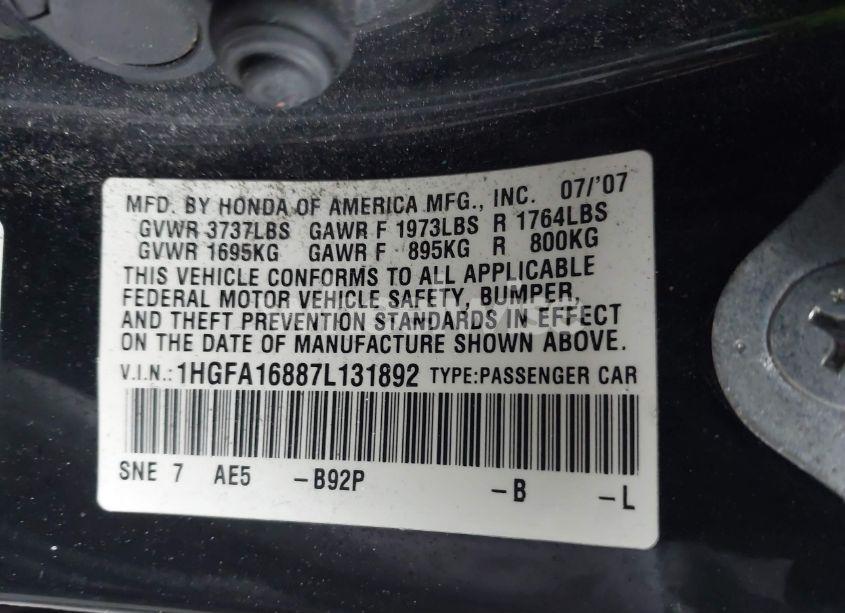 MFD. BY HONDA OF AMERICA MFG., INC. 07/'07
GVWR 3737LBS GAWR F 1973LBS R 1764LBS
GVWR 1695KG GAWR F 895KG R 800KG
THIS VEHICLE CONFORMS TO ALL APPLICABLE
FEDERAL MOTOR VEHICLE SAFETY, BUMPER,
AND THEFT PREVENTION STANDARDS IN EFFECT
ON THE DATE OF MANUFACTURE SHOWN ABOVE.
V.I.N.: 1HGFA16887L131892 TYPE:PASSENGER CAR
SNE 7 AE5 -B92P -B -L